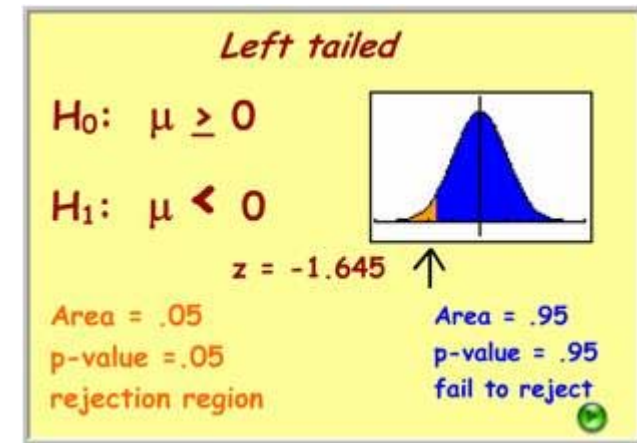 Left tailed
H₀: μ ≥ 0
H₁: μ < 0
z = -1.645
Area = .05
p-value =.05
rejection region
Area = .95
p-value = .95
fail to reject